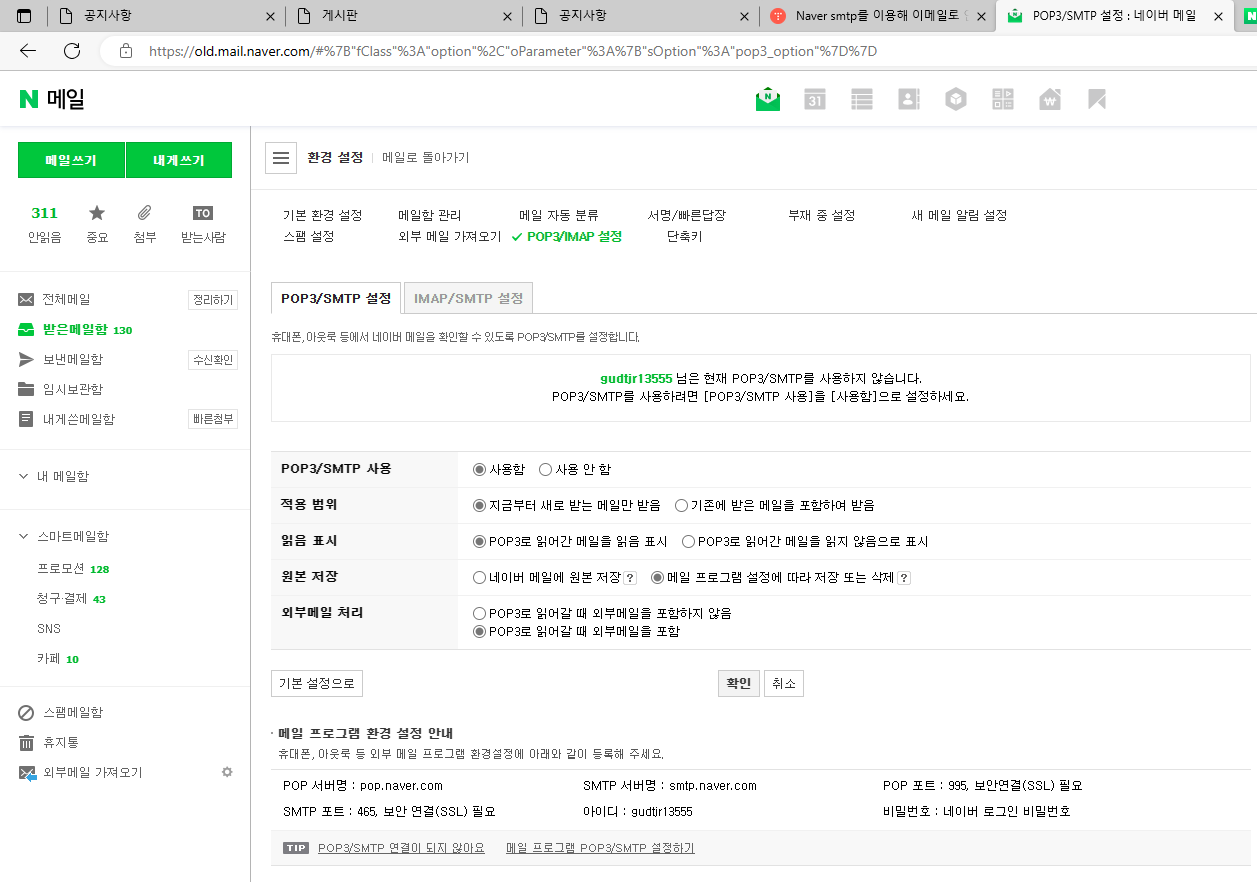 공지사항
게시판
공지사항
Naver smtp를 이용해 이메일로
POP3/SMTP 설정 : 네이버 메일
N
https://old.mail.naver.com/#%7B"fClass"%3A"option"%2C"oParameter"%3A%7B"sOption"%3A"pop3_option"%7D%7D
N 메일
N
31
₩
메일쓰기 내게쓰기
311
TO
안읽음 중요 첨부 받는사람
전체메일 정리하기
받은메일함 130
보낸메일함 수신확인
임시보관함
내게쓴메일함 빠른첨부
내 메일함
스마트메일함
프로모션 128
청구·결제 43
SNS
카페 10
스팸메일함
휴지통
외부메일 가져오기
환경 설정 메일로 돌아가기
기본 환경 설정 메일함 관리 메일 자동 분류 서명/빠른답장 부재 중 설정 새 메일 알림 설정
스팸 설정 외부 메일 가져오기 POP3/IMAP 설정 단축키
POP3/SMTP 설정 IMAP/SMTP 설정
휴대폰, 아웃룩 등에서 네이버 메일을 확인할 수 있도록 POP3/SMTP를 설정합니다.
gudtjr13555 님은 현재 POP3/SMTP를 사용하지 않습니다.
POP3/SMTP를 사용하려면 [POP3/SMTP 사용]을 [사용함]으로 설정하세요.
POP3/SMTP 사용 사용함 사용 안 함
적용 범위 지금부터 새로 받는 메일만 받음 기존에 받은 메일을 포함하여 받음
읽음 표시 POP3로 읽어간 메일을 읽음 표시 POP3로 읽어간 메일을 읽지 않음으로 표시
원본 저장 네이버 메일에 원본 저장 ? 메일 프로그램 설정에 따라 저장 또는 삭제 ?
외부메일 처리 POP3로 읽어갈 때 외부메일을 포함하지 않음
POP3로 읽어갈 때 외부메일을 포함
기본 설정으로 확인 취소
· 메일 프로그램 환경 설정 안내
휴대폰, 아웃룩 등 외부 메일 프로그램 환경설정에 아래와 같이 등록해 주세요.
POP 서버명 : pop.naver.com SMTP 서버명 : smtp.naver.com POP 포트 : 995, 보안연결(SSL) 필요
SMTP 포트 : 465, 보안 연결(SSL) 필요 아이디 : gudtjr13555 비밀번호 : 네이버 로그인 비밀번호
TIP POP3/SMTP 연결이 되지 않아요 메일 프로그램 POP3/SMTP 설정하기